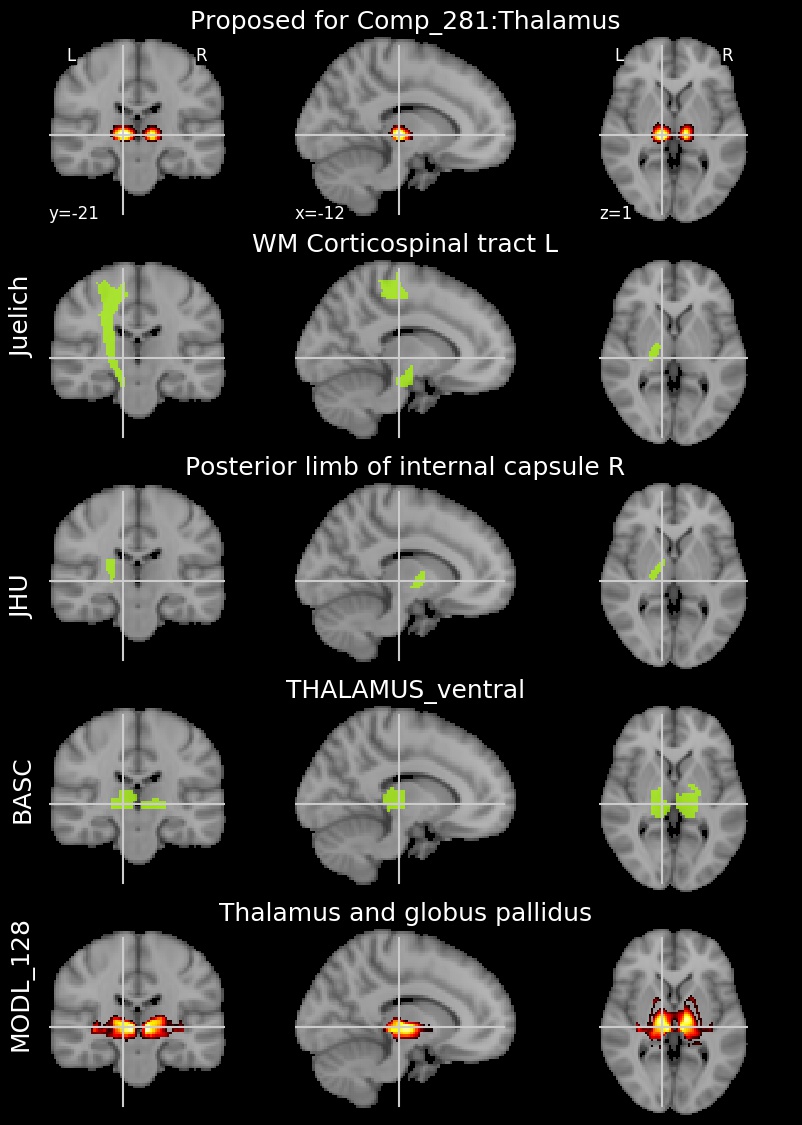 Proposed for Comp_281:Thalamus
L R L R
y=-21 x=-12 z=1
WM Corticospinal tract L
Juelich
Posterior limb of internal capsule R
JHU
THALAMUS_ventral
BASC
Thalamus and globus pallidus
MODL_128